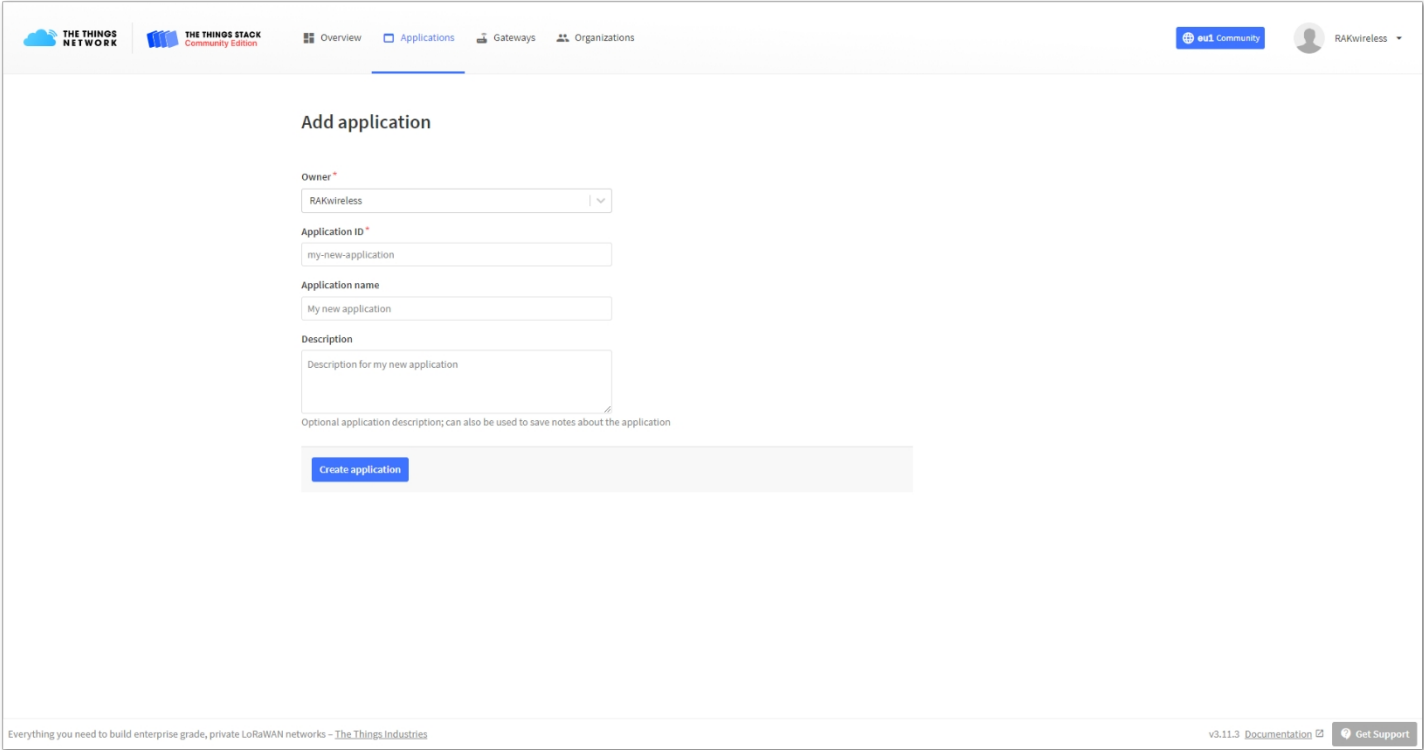 THE THINGS
NETWORK
THE THINGS STACK
Community Edition
Overview
Applications
Gateways
Organizations
eu1 Community
RAKwireless
Add application
Owner*
RAKwireless
Application ID*
my-new-application
Application name
My new application
Description
Description for my new application
Optional application description; can also be used to save notes about the application
Create application
Everything you need to build enterprise grade, private LoRaWAN networks – The Things Industries
v3.11.3 Documentation
Get Support